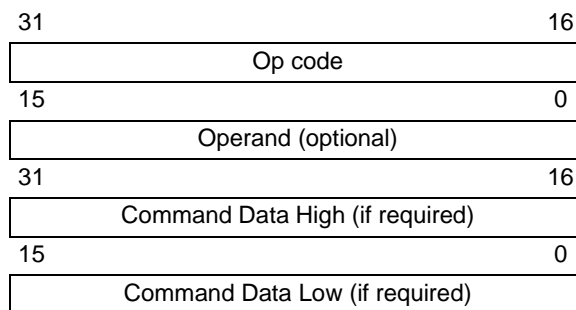 31 16
Op code
15 0
Operand (optional)
31 16
Command Data High (if required)
15 0
Command Data Low (if required)